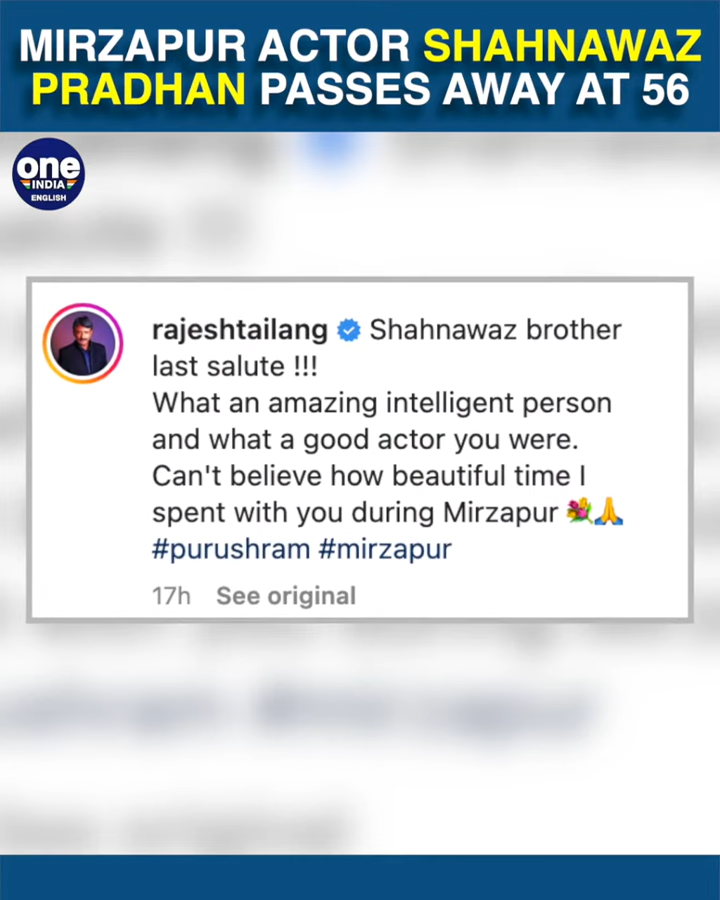 MIRZAPUR ACTOR SHAHNAWAZ
PRADHAN PASSES AWAY AT 56
one
INDIA
ENGLISH
rajeshtailang Shahnawaz brother
last salute !!!
What an amazing intelligent person
and what a good actor you were.
Can't believe how beautiful time I
spent with you during Mirzapur 💐🙏
#purushram #mirzapur
17h See original